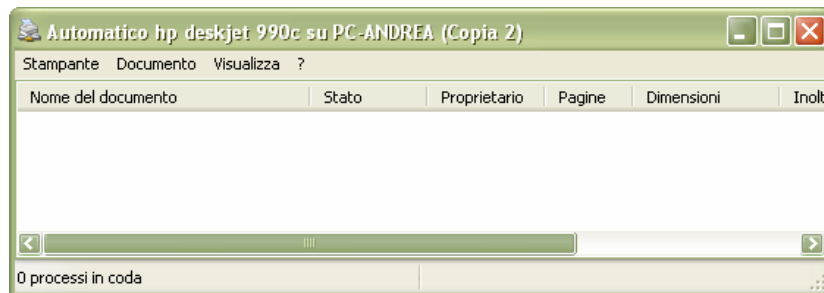 Automatico hp deskjet 990c su PC-ANDREA (Copia 2)
Stampante Documento Visualizza ?
Nome del documento Stato Proprietario Pagine Dimensioni Inolt
0 processi in coda